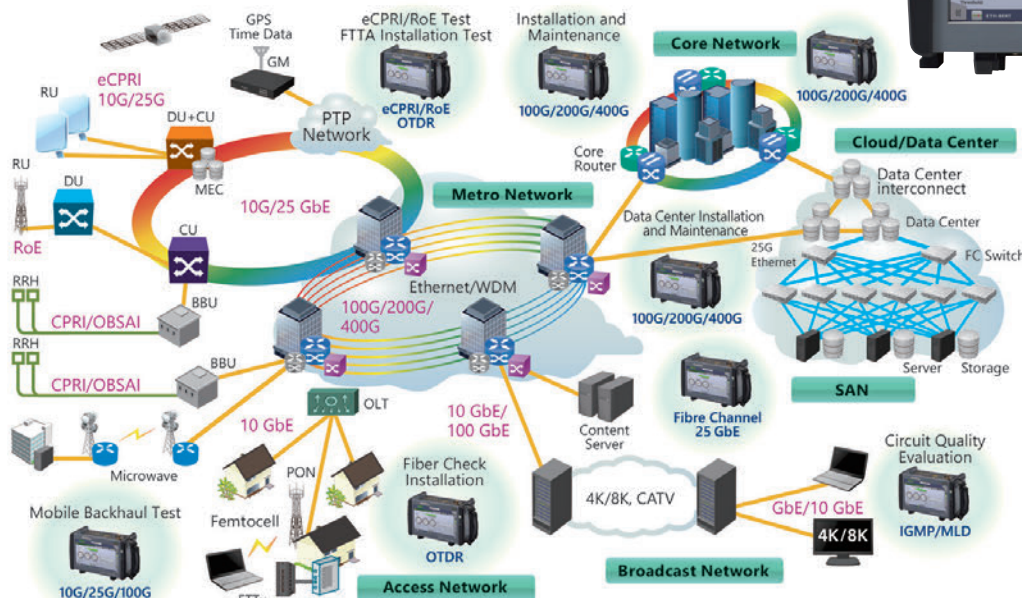 GPS
Time Data
GM
eCPRI/RoE Test
FTTA Installation Test
eCPRI/RoE
OTDR
Installation and
Maintenance
100G/200G/400G
Core Network
100G/200G/400G
eCPRI
10G/25G
RU
DU+CU
MEC
PTP
Network
Core
Router
Cloud/Data Center
Data Center
interconnect
RU
DU
RoE
10G/25 GbE
CU
Metro Network
Data Center Installation
and Maintenance
100G/200G/400G
25G
Ethernet
Data Center
FC Switch
RRH
CPRI/OBSAI
BBU
Ethernet/WDM
100G/200G/
400G
RRH
CPRI/OBSAI
BBU
Server
Storage
SAN
Fibre Channel
25 GbE
Microwave
10 GbE
OLT
PON
10 GbE/
100 GbE
Content
Server
Fiber Check
Installation
OTDR
4K/8K, CATV
GbE/10 GbE
4K/8K
Circuit Quality
Evaluation
IGMP/MLD
Mobile Backhaul Test
10G/25G/100G
Femtocell
Access Network
Broadcast Network